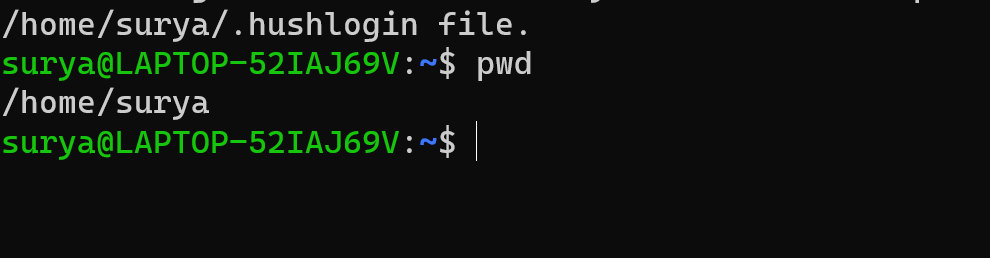 /home/surya/.hushlogin file.
surya@LAPTOP-52IAJ69V:~$ pwd
/home/surya
surya@LAPTOP-52IAJ69V:~$